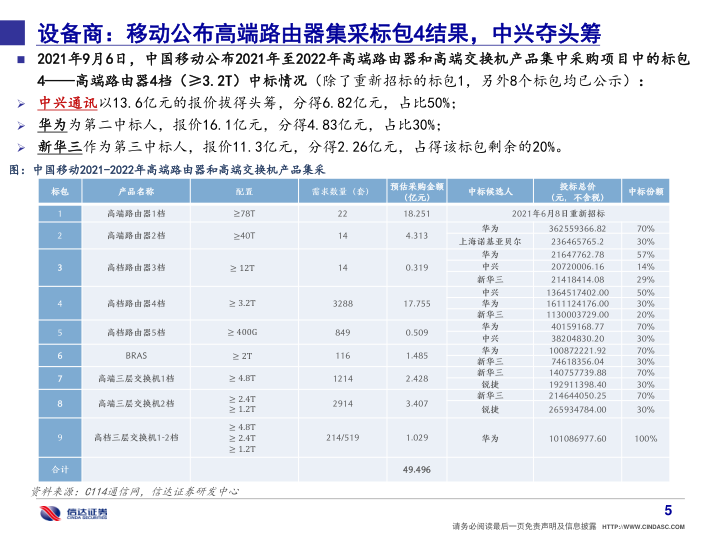 设备商：移动公布高端路由器集采标包4结果，中兴夺头筹
2021年9月6日，中国移动公布2021年至2022年高端路由器和高端交换机产品集中采购项目中的标包
4——高端路由器4档（≥3.2T）中标情况（除了重新招标的标包1，另外8个标包均已公示）：
中兴通讯以13.6亿元的报价拔得头筹，分得6.82亿元，占比50%；
华为为第二中标人，报价16.1亿元，分得4.83亿元，占比30%；
新华三作为第三中标人，报价11.3亿元，分得2.26亿元，占得该标包剩余的20%。
图：中国移动2021-2022年高端路由器和高端交换机产品集采
标包 产品名称 配置 需求数量（套） 预估采购金额（亿元） 中标候选人 投标总价（元，不含税） 中标份额
1 高端路由器1档 ≥78T 22 18.251 2021年6月8日重新招标
2 高端路由器2档 ≥40T 14 4.313 华为 362559366.82 70%
上海诺基亚贝尔 236465765.2 30%
3 高档路由器3档 ≥ 12T 14 0.319 华为 21647762.78 57%
中兴 20720006.16 14%
新华三 21418414.08 29%
4 高档路由器4档 ≥ 3.2T 3288 17.755 中兴 1364517402.00 50%
华为 1611124176.00 30%
新华三 1130003729.00 20%
5 高档路由器5档 ≥ 400G 849 0.509 华为 40159168.77 70%
中兴 38204830.20 30%
6 BRAS ≥ 2T 116 1.485 华为 100872221.92 70%
新华三 74618356.04 30%
7 高端三层交换机1档 ≥ 4.8T 1214 2.428 新华三 140757739.88 70%
锐捷 192911398.40 30%
8 高端三层交换机2档 ≥ 2.4T ≥ 1.2T 2914 3.407 新华三 214644050.25 70%
锐捷 265934784.00 30%
9 高档三层交换机1-2档 ≥ 4.8T ≥ 2.4T ≥ 1.2T 214/519 1.029 华为 101086977.60 100%
合计 49.496
资料来源：C114通信网，信达证券研发中心
信达证券
CINDA SECURITIES
5
请务必阅读最后一页免责声明及信息披露 HTTP://WWW.CINDASC.COM